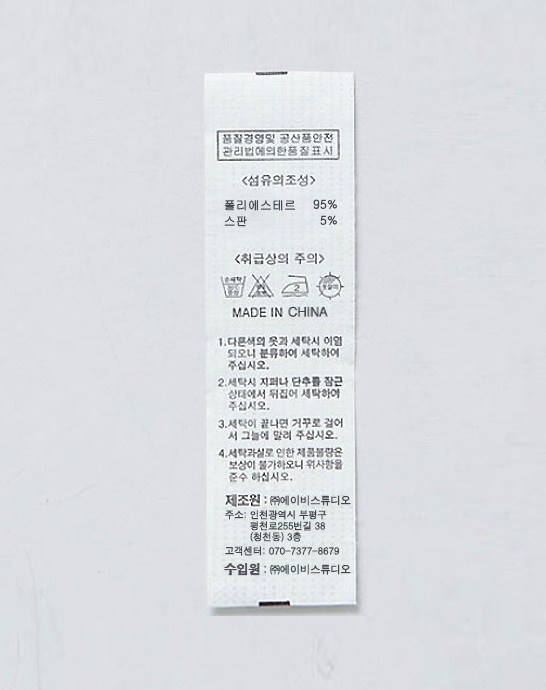 품질경영및 공산품안전
관리법에의한품질표시
<섬유의조성>
폴리에스테르 95%
스판 5%
<취급상의 주의>
손세탁
2
MADE IN CHINA
1.다른색의 옷과 세탁시 이염
되오니 분류하여 세탁하여
주십시오.
2.세탁시 지퍼나 단추를 잠근
상태에서 뒤집어 세탁하여
주십시오.
3.세탁이 끝나면 거꾸로 걸어
서 그늘에 말려 주십시오.
4.세탁과실로 인한 제품불량은
보상이 불가하오니 위사항을
준수 하십시오.
제조원 : ㈜에이비스튜디오
주소: 인천광역시 부평구
평천로255번길 38
(청천동) 3층
고객센터: 070-7377-8679
수입원 : ㈜에이비스튜디오